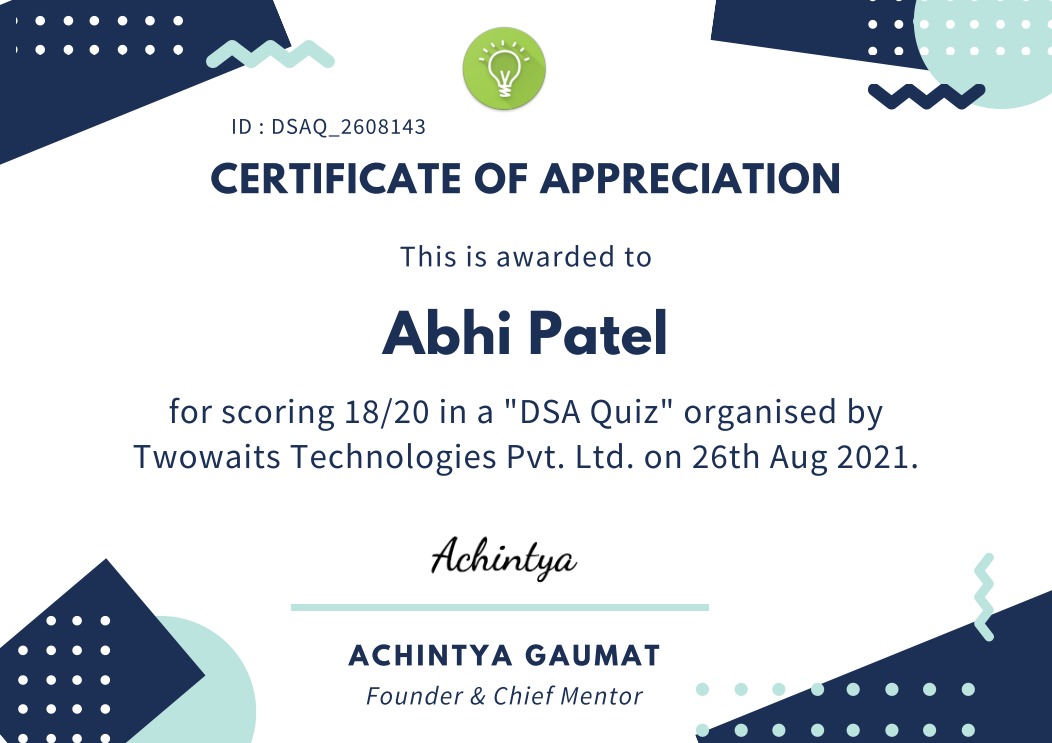 ID : DSAQ_2608143
CERTIFICATE OF APPRECIATION
This is awarded to
Abhi Patel
for scoring 18/20 in a "DSA Quiz" organised by
Twowaits Technologies Pvt. Ltd. on 26th Aug 2021.
Achintya
ACHINTYA GAUMAT
Founder & Chief Mentor